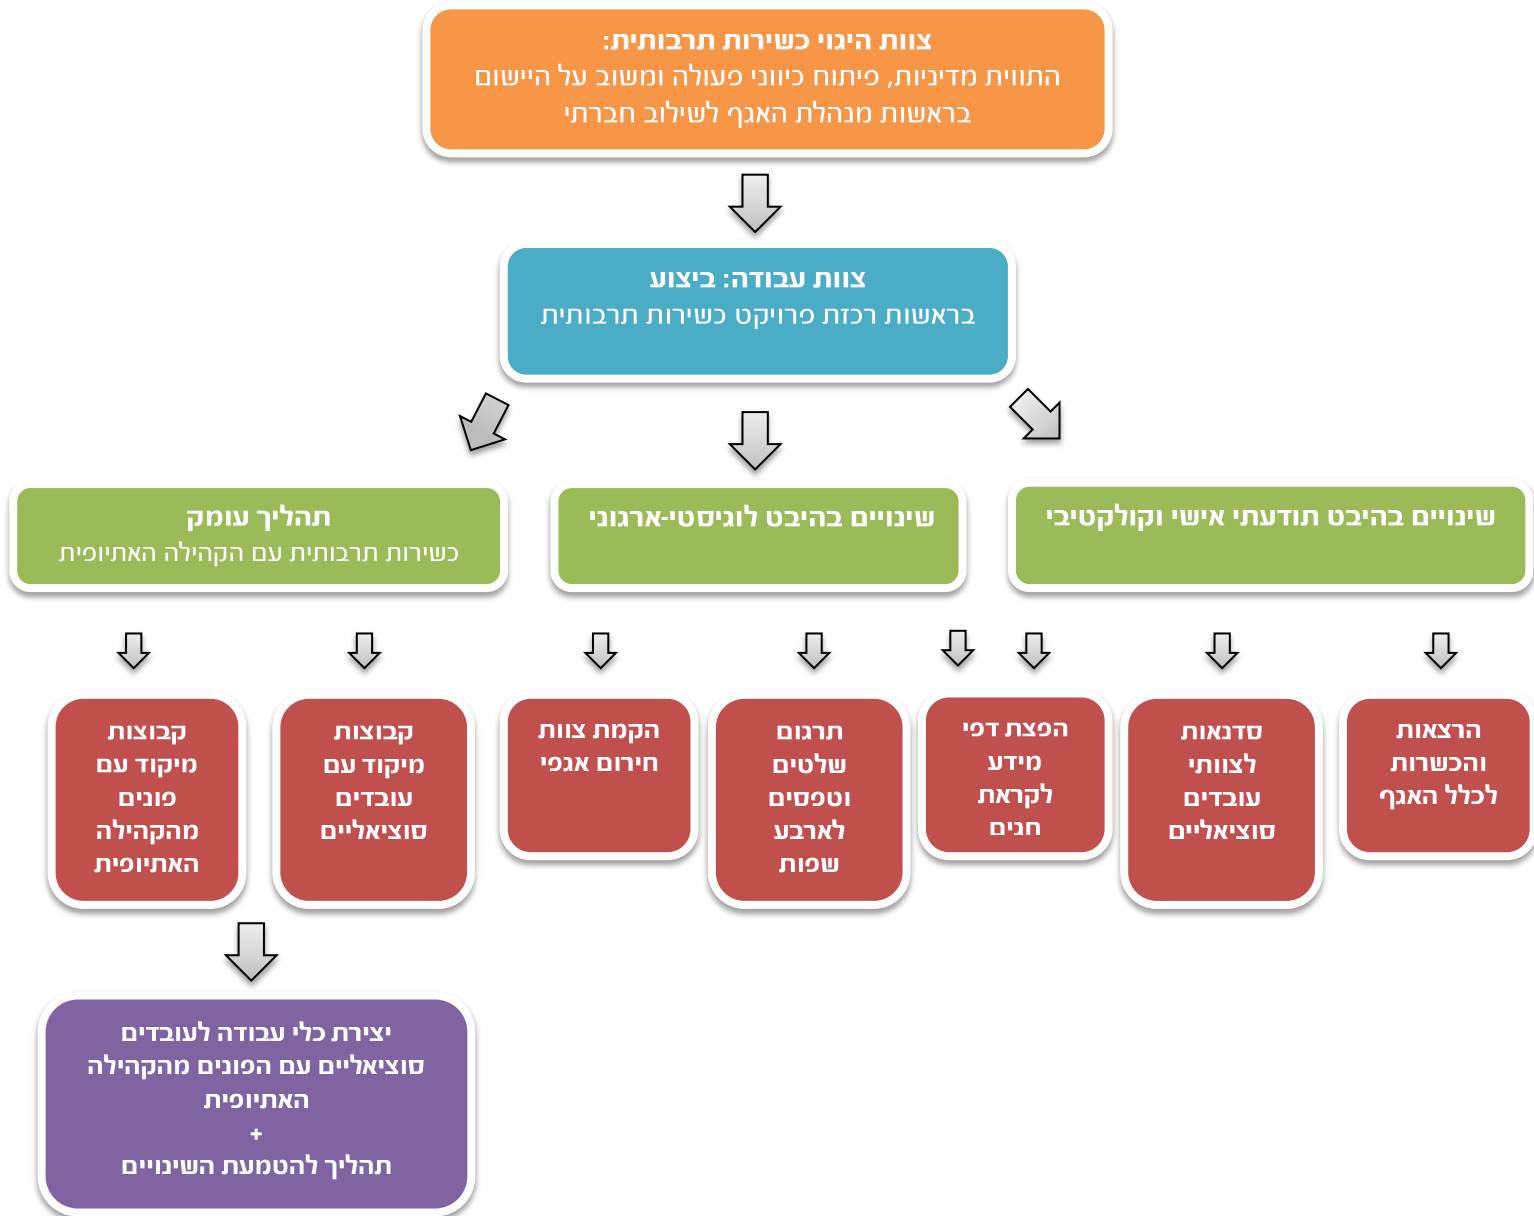 צוות היגוי כשירות תרבותית:
התווית מדיניות, פיתוח כיווני פעולה ומשוב על היישום
בראשות מנהלת האגף לשילוב חברתי
צוות עבודה: ביצוע
בראשות רכזת פרויקט כשירות תרבותית
שינויים בהיבט תודעתי אישי וקולקטיבי
שינויים בהיבט לוגיסטי-ארגוני
תהליך עומק
כשירות תרבותית עם הקהילה האתיופית
הרצאות
והכשרות
לכלל האגף
סדנאות
לצוותי
עובדים
סוציאליים
הפצת דפי
מידע
לקראת
חגים
תרגום
שלטים
וטפסים
לארבע
שפות
הקמת צוות
חירום אגפי
קבוצות
מיקוד עם
עובדים
סוציאליים
קבוצות
מיקוד עם
פונים
מהקהילה
האתיופית
יצירת כלי עבודה לעובדים
סוציאליים עם הפונים מהקהילה
האתיופית
+
תהליך להטמעת השינויים